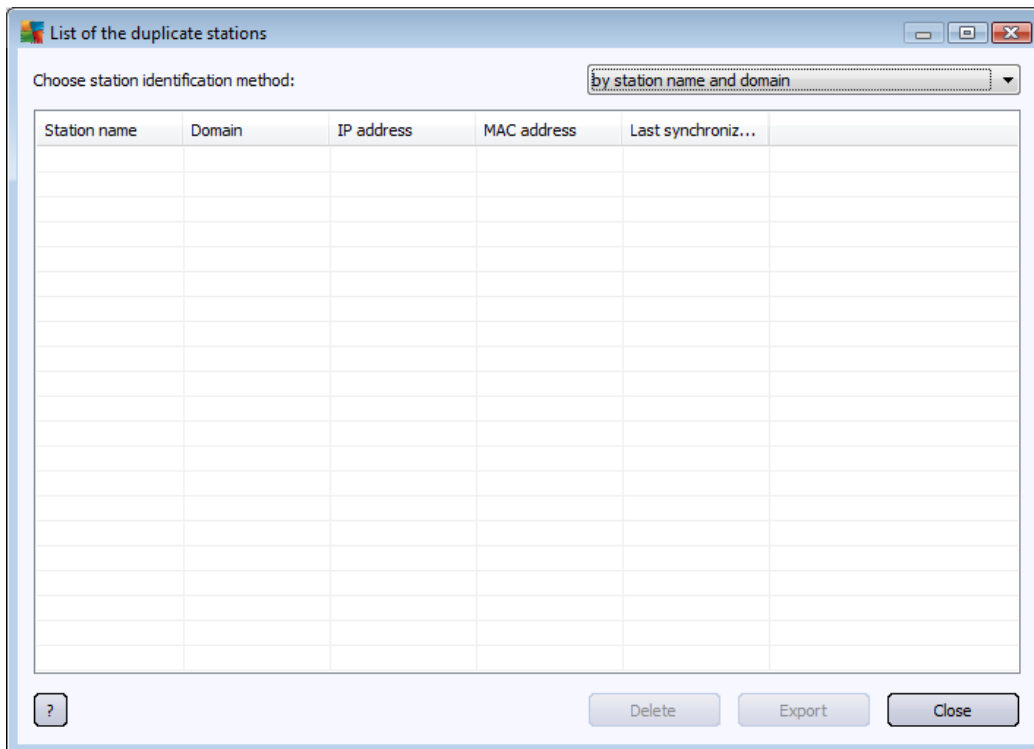 List of the duplicate stations
Choose station identification method: by station name and domain
Station name Domain IP address MAC address Last synchroniz...
? Delete Export Close